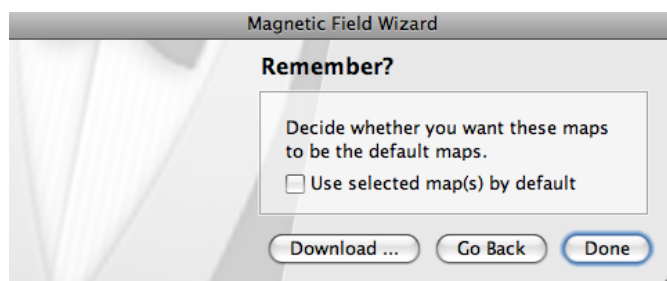 Magnetic Field Wizard
Remember?
Decide whether you want these maps
to be the default maps.
Use selected map(s) by default
Download ...
Go Back
Done